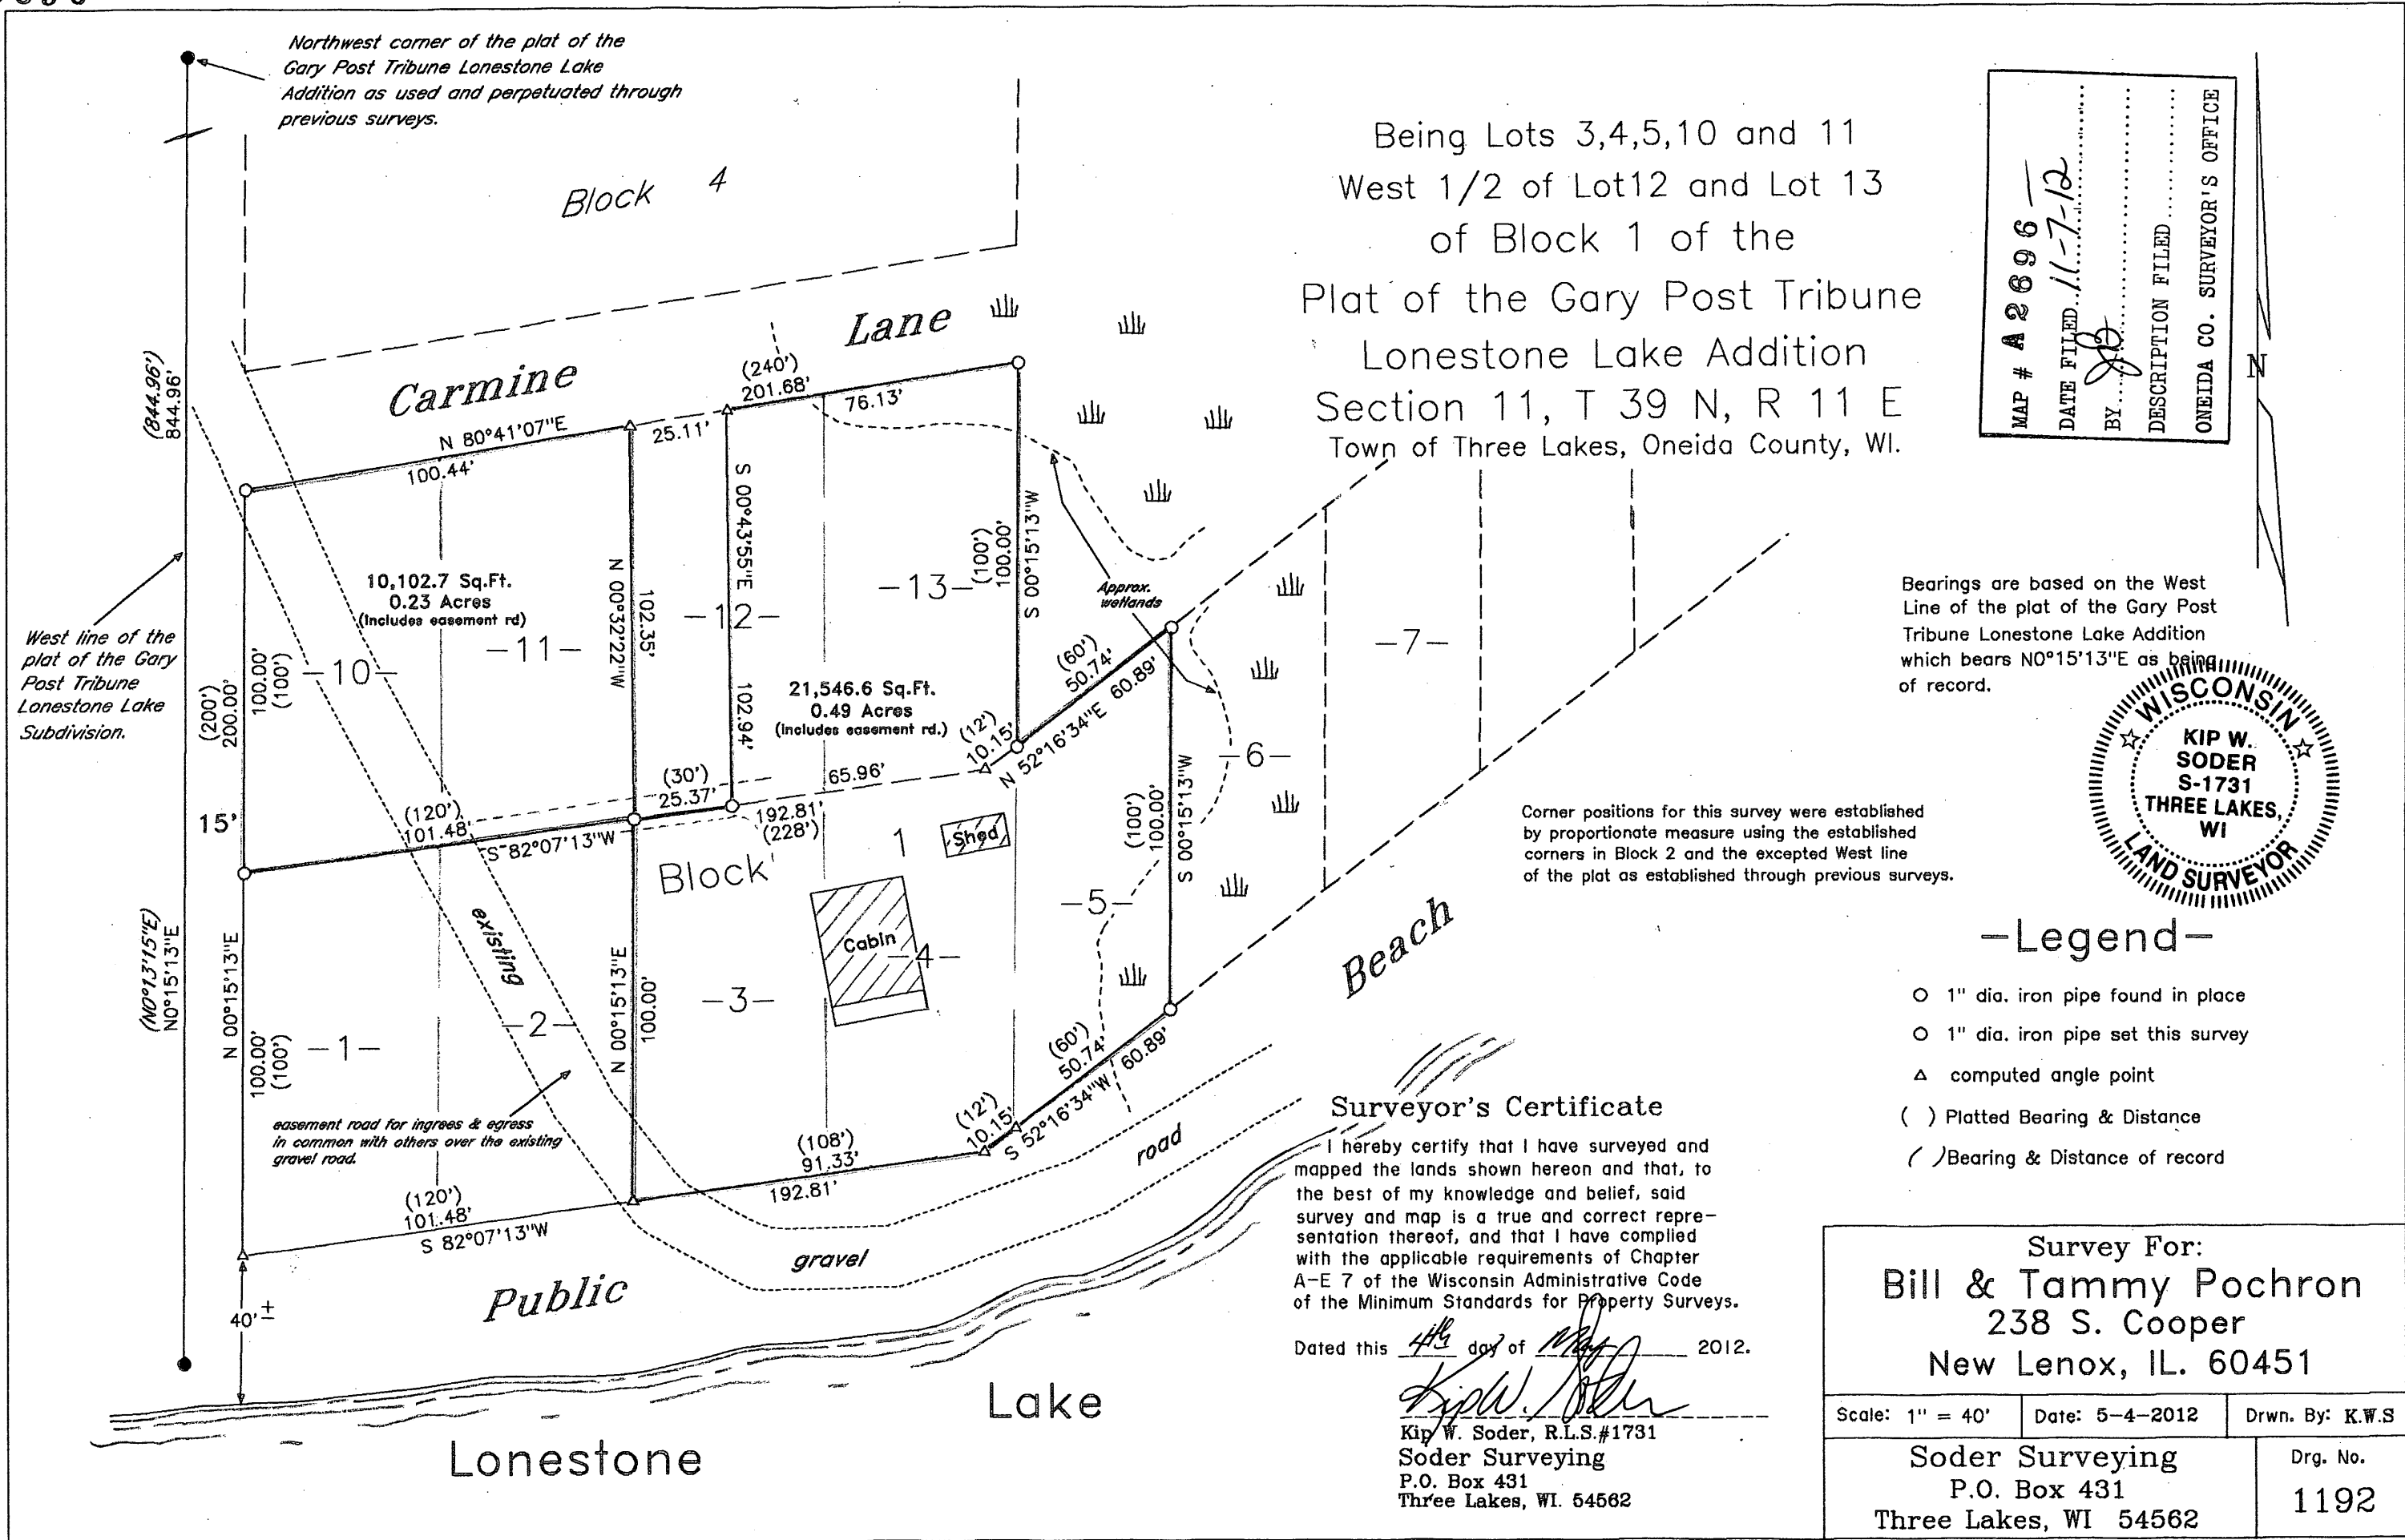 Northwest corner of the plat of the
Gary Post Tribune Lonestone Lake
Addition as used and perpetuated through
previous surveys.
Block 4
Being Lots 3,4,5,10 and 11
West 1/2 of Lot12 and Lot 13
of Block 1 of the
Plat of the Gary Post Tribune
Lonestone Lake Addition
Section 11, T 39 N, R 11 E
Town of Three Lakes, Oneida County, WI.
MAP # A2696
DATE FILED 11-7-12
BY
DESCRIPTION FILED
ONEIDA CO. SURVEYOR'S OFFICE
N
Carmine Lane
(844.96')
844.96'
N 80°41'07"E
100.44'
25.11'
(240')
201.68'
76.13'
S 00°43'55"E
102.94'
N 00°32'22"W
102.35'
(100')
100.00'
S 00°15'13"W
10,102.7 Sq.Ft.
0.23 Acres
(Includes easement rd)
-10-
-11-
-12-
-13-
Approx.
wetlands
21,546.6 Sq.Ft.
0.49 Acres
(Includes easement rd.)
West line of the
plat of the Gary
Post Tribune
Lonestone Lake
Subdivision.
(200')
200.00'
100.00'
(100')
15'
(60')
50.74'
60.89'
(12')
10.15'
N 52°16'34"E
-7-
-6-
(120')
101.48'
S 82°07'13"W
(30')
25.37'
65.96'
192.81'
(228')
Block 1
Shed
Cabin
-4-
-5-
(100')
100.00'
S 00°15'13"W
(N0°13'15"E)
N0°15'13"E
N 00°15'13"E
100.00'
(100')
-1-
existing
-2-
N 00°15'13"E
100.00'
-3-
easement road for ingrees & egress
in common with others over the existing
gravel road.
(120')
101.48'
S 82°07'13"W
(108')
91.33'
192.81'
(12')
10.15'
(60')
50.74'
60.89'
S 52°16'34"W
gravel
road
Public
Beach
40'±
Lonestone
Lake
Bearings are based on the West
Line of the plat of the Gary Post
Tribune Lonestone Lake Addition
which bears N0°15'13"E as being
of record.
WISCONSIN
KIP W.
SODER
S-1731
THREE LAKES,
WI
LAND SURVEYOR
Corner positions for this survey were established
by proportionate measure using the established
corners in Block 2 and the excepted West line
of the plat as established through previous surveys.
-Legend-
1" dia. iron pipe found in place
1" dia. iron pipe set this survey
computed angle point
( ) Platted Bearing & Distance
( )Bearing & Distance of record
Surveyor's Certificate
I hereby certify that I have surveyed and
mapped the lands shown hereon and that, to
the best of my knowledge and belief, said
survey and map is a true and correct repre-
sentation thereof, and that I have complied
with the applicable requirements of Chapter
A-E 7 of the Wisconsin Administrative Code
of the Minimum Standards for Property Surveys.
Dated this 4th day of May 2012.
Kip W. Soder
Kip W. Soder, R.L.S.#1731
Soder Surveying
P.O. Box 431
Three Lakes, WI. 54562
Survey For:
Bill & Tammy Pochron
238 S. Cooper
New Lenox, IL. 60451
Scale: 1" = 40'
Date: 5-4-2012
Drwn. By: K.W.S
Soder Surveying
P.O. Box 431
Three Lakes, WI 54562
Drg. No.
1192